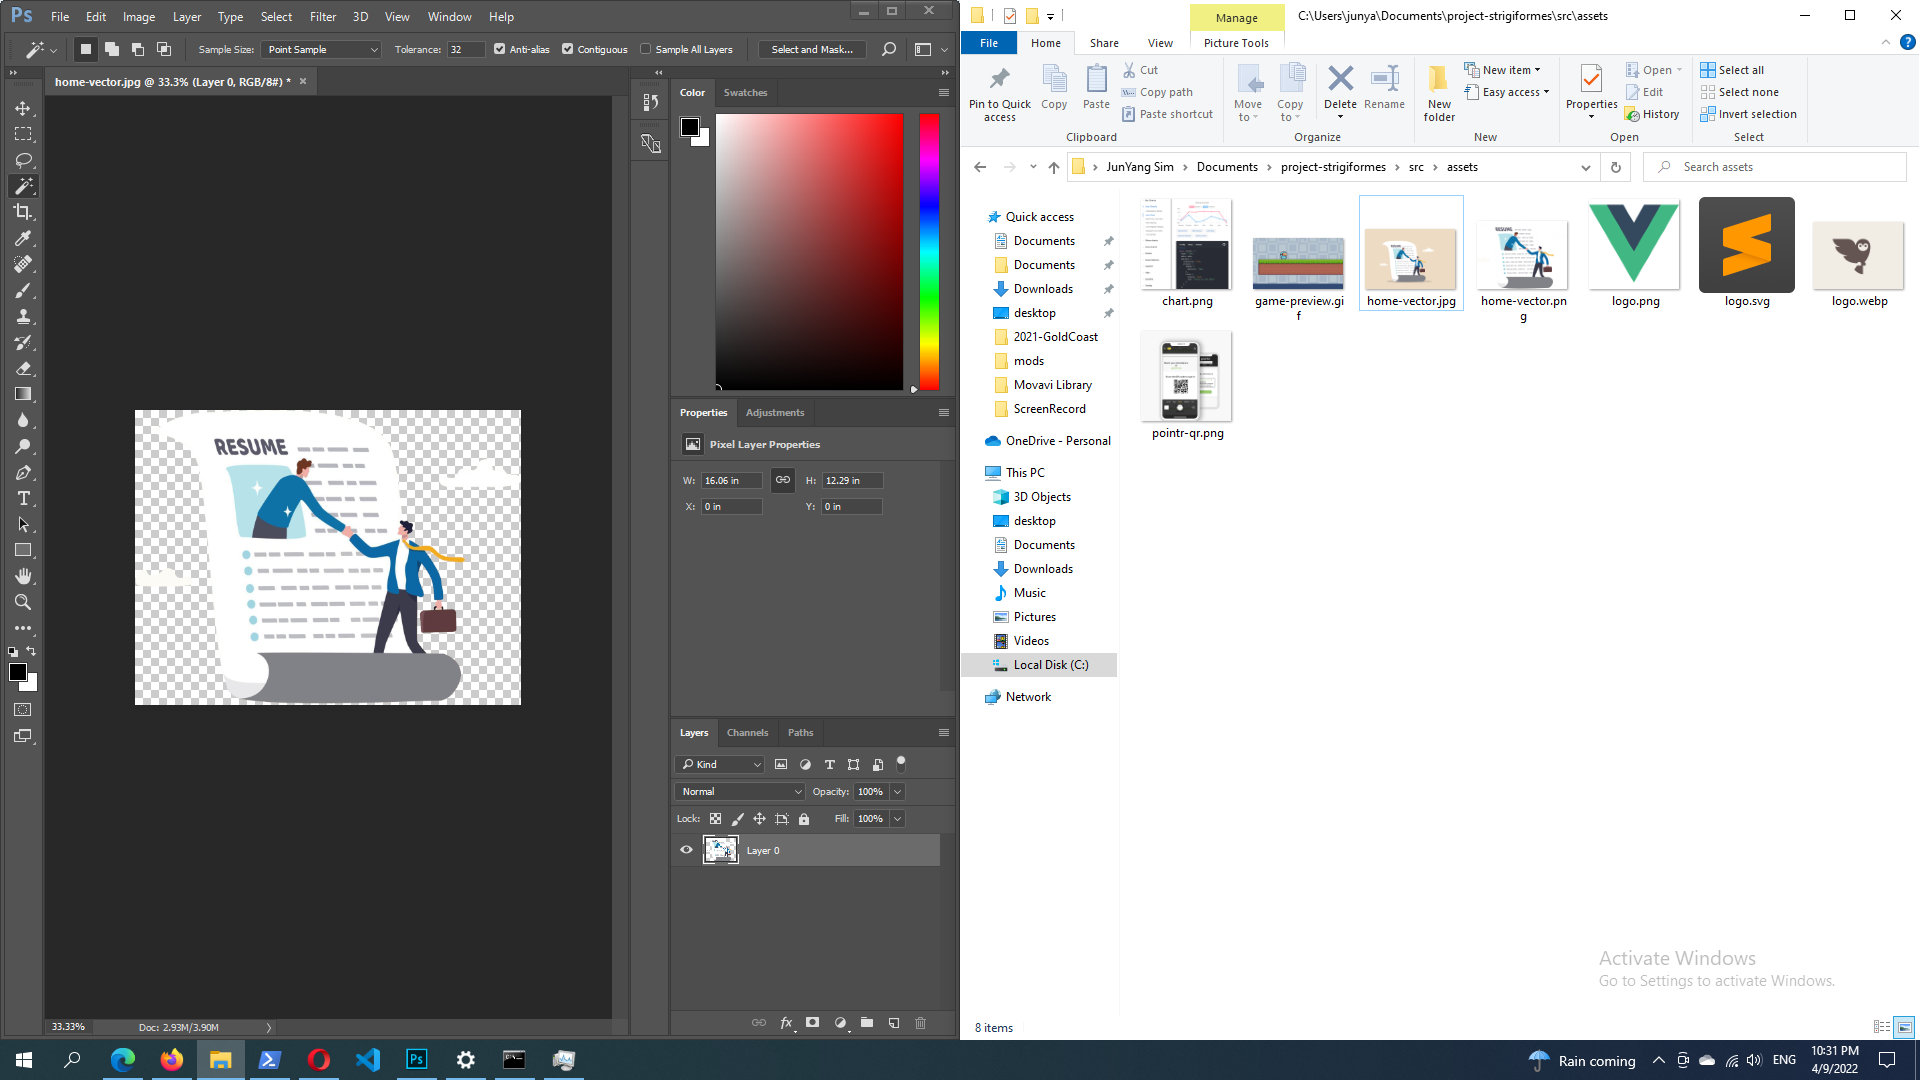 Ps File Edit Image Layer Type Select Filter 3D View Window Help
Sample Size: Point Sample Tolerance: 32 Anti-alias Contiguous Sample All Layers Select and Mask...
home-vector.jpg @ 33.3% (Layer 0, RGB/8#) *
RESUME
33.33% Doc: 2.93M/3.90M
Color Swatches
Properties Adjustments
Pixel Layer Properties
W: 16.06 in H: 12.29 in
X: 0 in Y: 0 in
Layers Channels Paths
Kind
Normal Opacity: 100%
Lock: Fill: 100%
Layer 0
Manage C:\Users\junya\Documents\project-strigiformes\src\assets
File Home Share View Picture Tools
Pin to Quick access
Copy
Paste
Cut
Copy path
Paste shortcut
Clipboard
Move to
Copy to
Delete
Rename
Organize
New folder
New item
Easy access
New
Properties
Open
Edit
History
Open
Select all
Select none
Invert selection
Select
JunYang Sim > Documents > project-strigiformes > src > assets
Search assets
Quick access
Documents
Documents
Downloads
desktop
2021-GoldCoast
mods
Movavi Library
ScreenRecord
OneDrive - Personal
This PC
3D Objects
desktop
Documents
Downloads
Music
Pictures
Videos
Local Disk (C:)
Network
chart.png
game-preview.gi
f
home-vector.jpg
home-vector.pn
g
logo.png
logo.svg
logo.webp
pointr-qr.png
Activate Windows
Go to Settings to activate Windows.
8 items
Ps
Rain coming
ENG
10:31 PM
4/9/2022